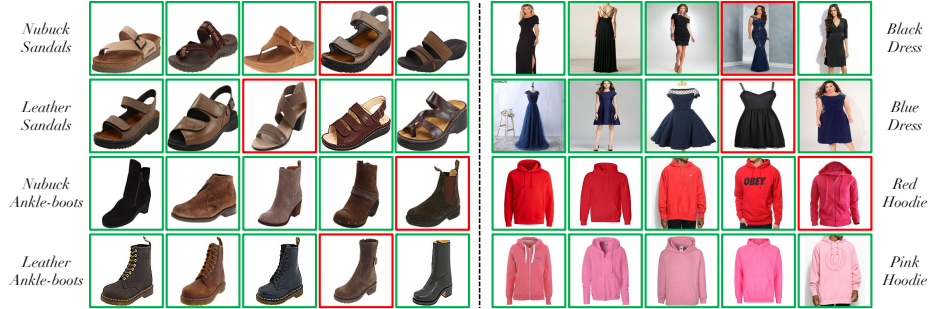 Nubuck
Sandals
Black
Dress
Leather
Sandals
Blue
Dress
Nubuck
Ankle-boots
OBEY
Red
Hoodie
Leather
Ankle-boots
Pink
Hoodie